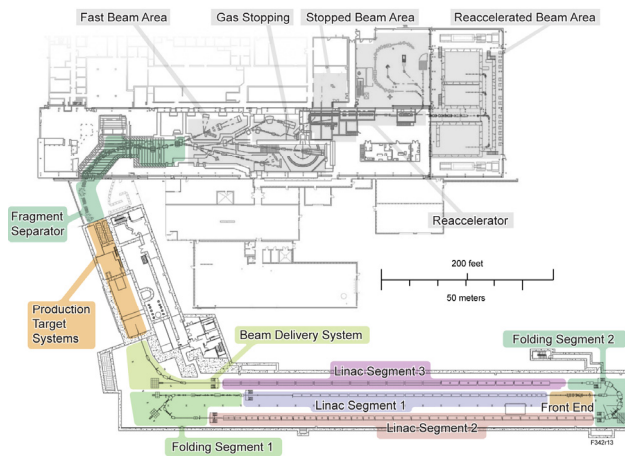 Fast Beam Area
Gas Stopping
Stopped Beam Area
Reaccelerated Beam Area
Fragment
Separator
Reaccelerator
200 feet
50 meters
Production
Target
Systems
Beam Delivery System
Folding Segment 2
Linac Segment 3
Linac Segment 1
Front End
Linac Segment 2
Folding Segment 1
F342r13